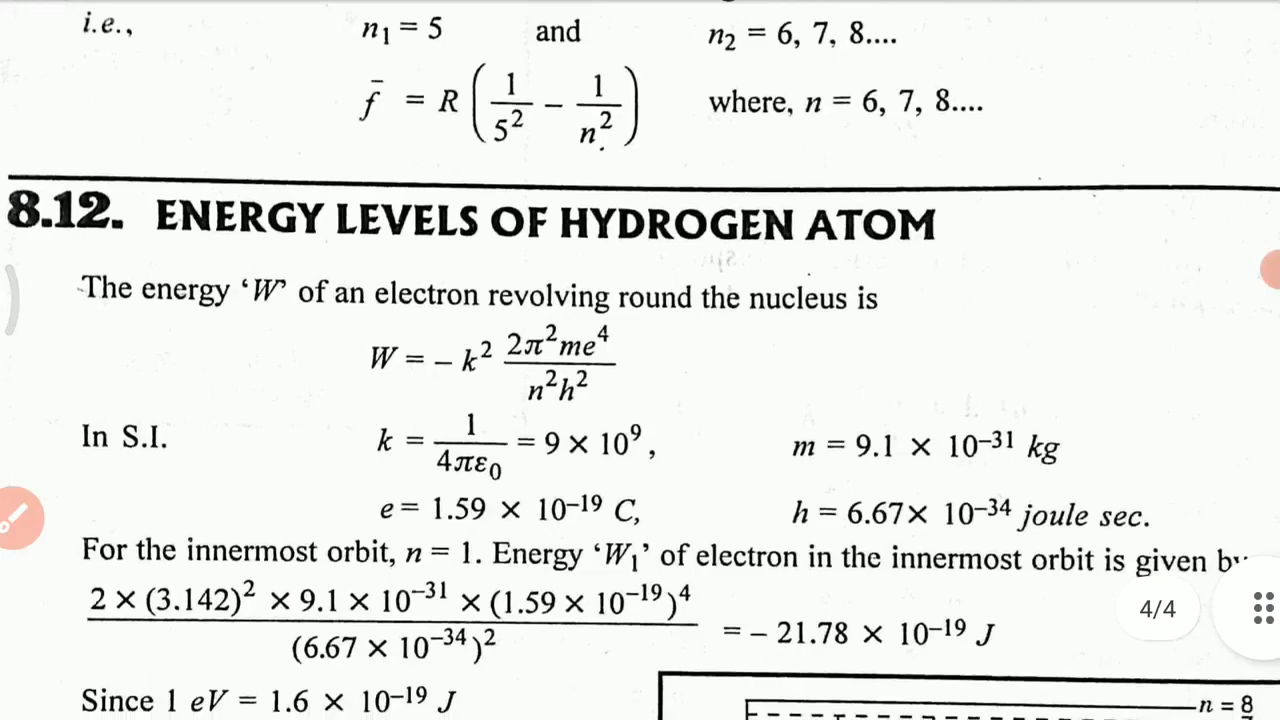 i.e., n₁ = 5 and n₂ = 6, 7, 8....
f̄ = R (1/5² − 1/n²) where, n = 6, 7, 8....
8.12. ENERGY LEVELS OF HYDROGEN ATOM
The energy ‘W’ of an electron revolving round the nucleus is
W = – k² 2π²me⁴/n²h²
In S.I. k = 1/4πε₀ = 9 × 10⁹, m = 9.1 × 10⁻³¹ kg
e = 1.59 × 10⁻¹⁹ C, h = 6.67× 10⁻³⁴ joule sec.
For the innermost orbit, n = 1. Energy ‘W₁’ of electron in the innermost orbit is given by
2 × (3.142)² × 9.1 × 10⁻³¹ × (1.59 × 10⁻¹⁹)⁴ / (6.67 × 10⁻³⁴)² = – 21.78 × 10⁻¹⁹ J
4/4
Since 1 eV = 1.6 × 10⁻¹⁹ J
n = 8